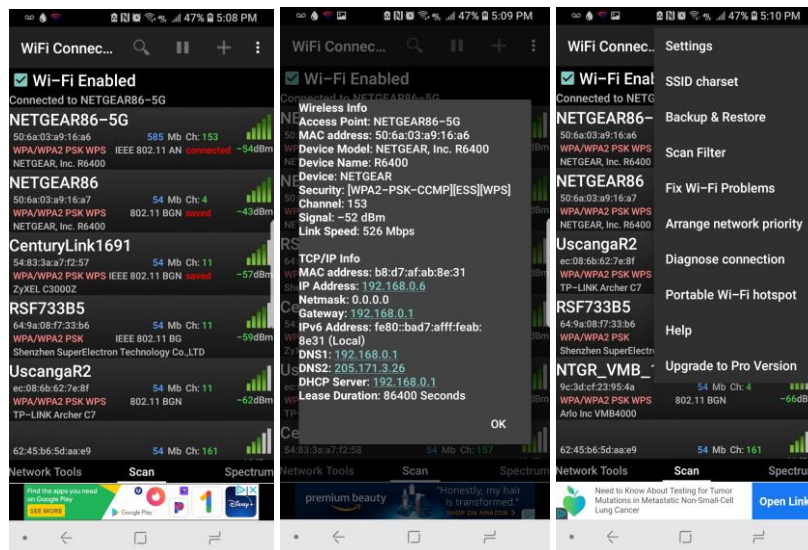 47% 5:08 PM
WiFi Connec...
Wi-Fi Enabled
Connected to NETGEAR86-5G
NETGEAR86-5G
50:6a:03:a9:16:a6 585 Mb Ch: 153
WPA/WPA2 PSK WPS IEEE 802.11 AN connected -54dBm
NETGEAR, Inc. R6400
NETGEAR86
50:6a:03:a9:16:a7 54 Mb Ch: 4
WPA/WPA2 PSK WPS 802.11 BGN saved -43dBm
NETGEAR, Inc. R6400
CenturyLink1691
54:83:3a:a7:f2:57 54 Mb Ch: 11
WPA/WPA2 PSK WPS IEEE 802.11 BGN saved -57dBm
ZyXEL C3000Z
RSF733B5
64:9a:08:f7:33:b6 54 Mb Ch: 11
WPA/WPA2 PSK IEEE 802.11 BG -59dBm
Shenzhen SuperElectron Technology Co.,LTD
UscangaR2
ec:08:6b:62:7e:8f 54 Mb Ch: 11
WPA/WPA2 PSK WPS 802.11 BGN -62dBm
TP-LINK Archer C7
62:45:b6:5d:aa:e9 54 Mb Ch: 161
Network Tools Scan Spectrum
Find the apps you need
on Google Play
SEE MORE
Google Play
Disney+
47% 5:09 PM
WiFi Connec...
Wi-Fi Enabled
Connected to NETGEAR86-5G
Wireless Info
Access Point: NETGEAR86-5G
MAC address: 50:6a:03:a9:16:a6
Device Model: NETGEAR, Inc. R6400
Device Name: R6400
Device: NETGEAR
Security: [WPA2-PSK-CCMP][ESS][WPS]
Channel: 153
Signal: -52 dBm
Link Speed: 526 Mbps
TCP/IP Info
MAC address: b8:d7:af:ab:8e:31
IP Address: 192.168.0.6
Netmask: 0.0.0.0
Gateway: 192.168.0.1
IPv6 Address: fe80::bad7:afff:feab:
8e31 (Local)
DNS1: 192.168.0.1
DNS2: 205.171.3.26
DHCP Server: 192.168.0.1
Lease Duration: 86400 Seconds
OK
54:83:3a:a7:f2:58 54 Mb Ch: 157
Network Tools Scan Spectrum
premium beauty
"Honestly, my hair
is transformed."
SHOP ON AMAZON
47% 5:10 PM
WiFi Connec..
Wi-Fi Enab
Connected to NETG
NETGEAR86-
50:6a:03:a9:16:a6
WPA/WPA2 PSK WPS
NETGEAR, Inc. R6400
NETGEAR86
50:6a:03:a9:16:a7
WPA/WPA2 PSK WPS
NETGEAR, Inc. R6400
UscangaR2
ec:08:6b:62:7e:8f
WPA/WPA2 PSK WPS
TP-LINK Archer C7
RSF733B5
64:9a:08:f7:33:b6
WPA/WPA2 PSK
Shenzhen SuperElectr
NTGR_VMB_1
9c:3d:cf:23:95:4a 54 Mb Ch: 4
WPA/WPA2 PSK WPS 802.11 BGN -66dB
Arlo Inc VMB4000
62:45:b6:5d:aa:e9 54 Mb Ch: 161
Settings
SSID charset
Backup & Restore
Scan Filter
Fix Wi-Fi Problems
Arrange network priority
Diagnose connection
Portable Wi-Fi hotspot
Help
Upgrade to Pro Version
Network Tools Scan Spectru
Need to Know About Testing for Tumor
Mutations in Metastatic Non-Small-Cell
Lung Cancer
Open Link